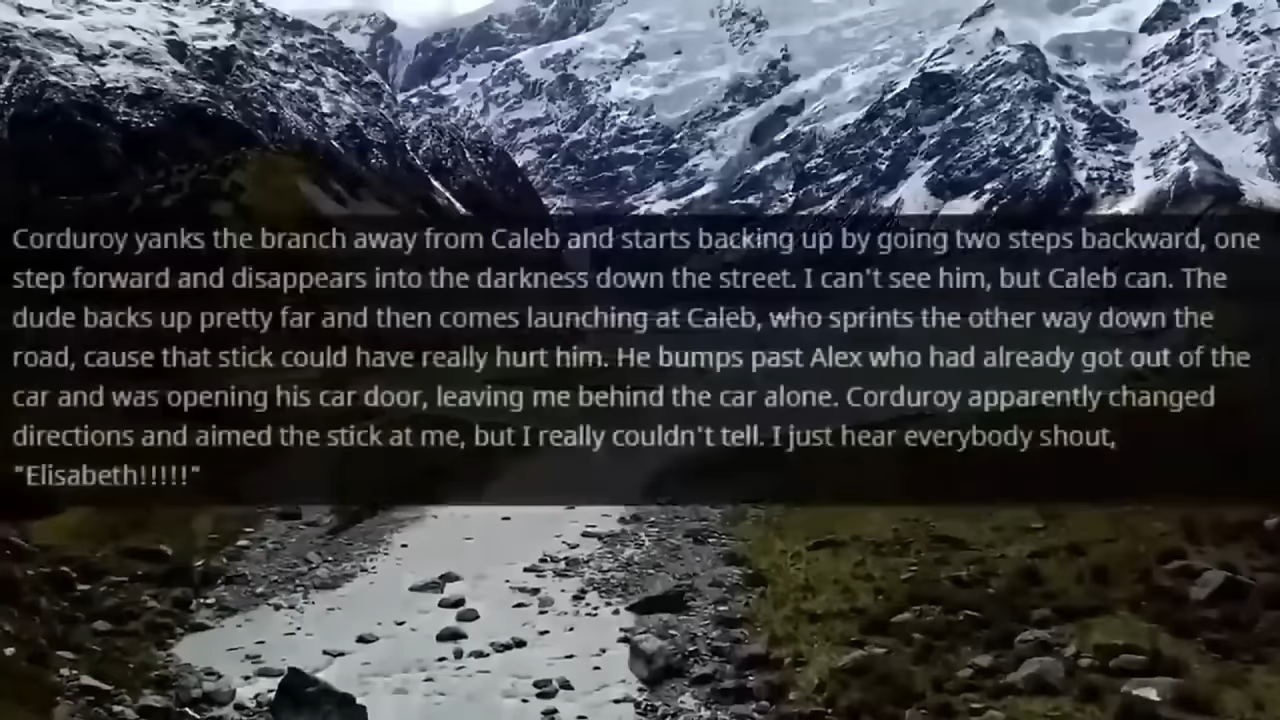 Corduroy yanks the branch away from Caleb and starts backing up by going two steps backward, one
step forward and disappears into the darkness down the street. I can't see him, but Caleb can. The
dude backs up pretty far and then comes launching at Caleb, who sprints the other way down the
road, cause that stick could have really hurt him. He bumps past Alex who had already got out of the
car and was opening his car door, leaving me behind the car alone. Corduroy apparently changed
directions and aimed the stick at me, but I really couldn't tell. I just hear everybody shout,
"Elisabeth!!!!!"